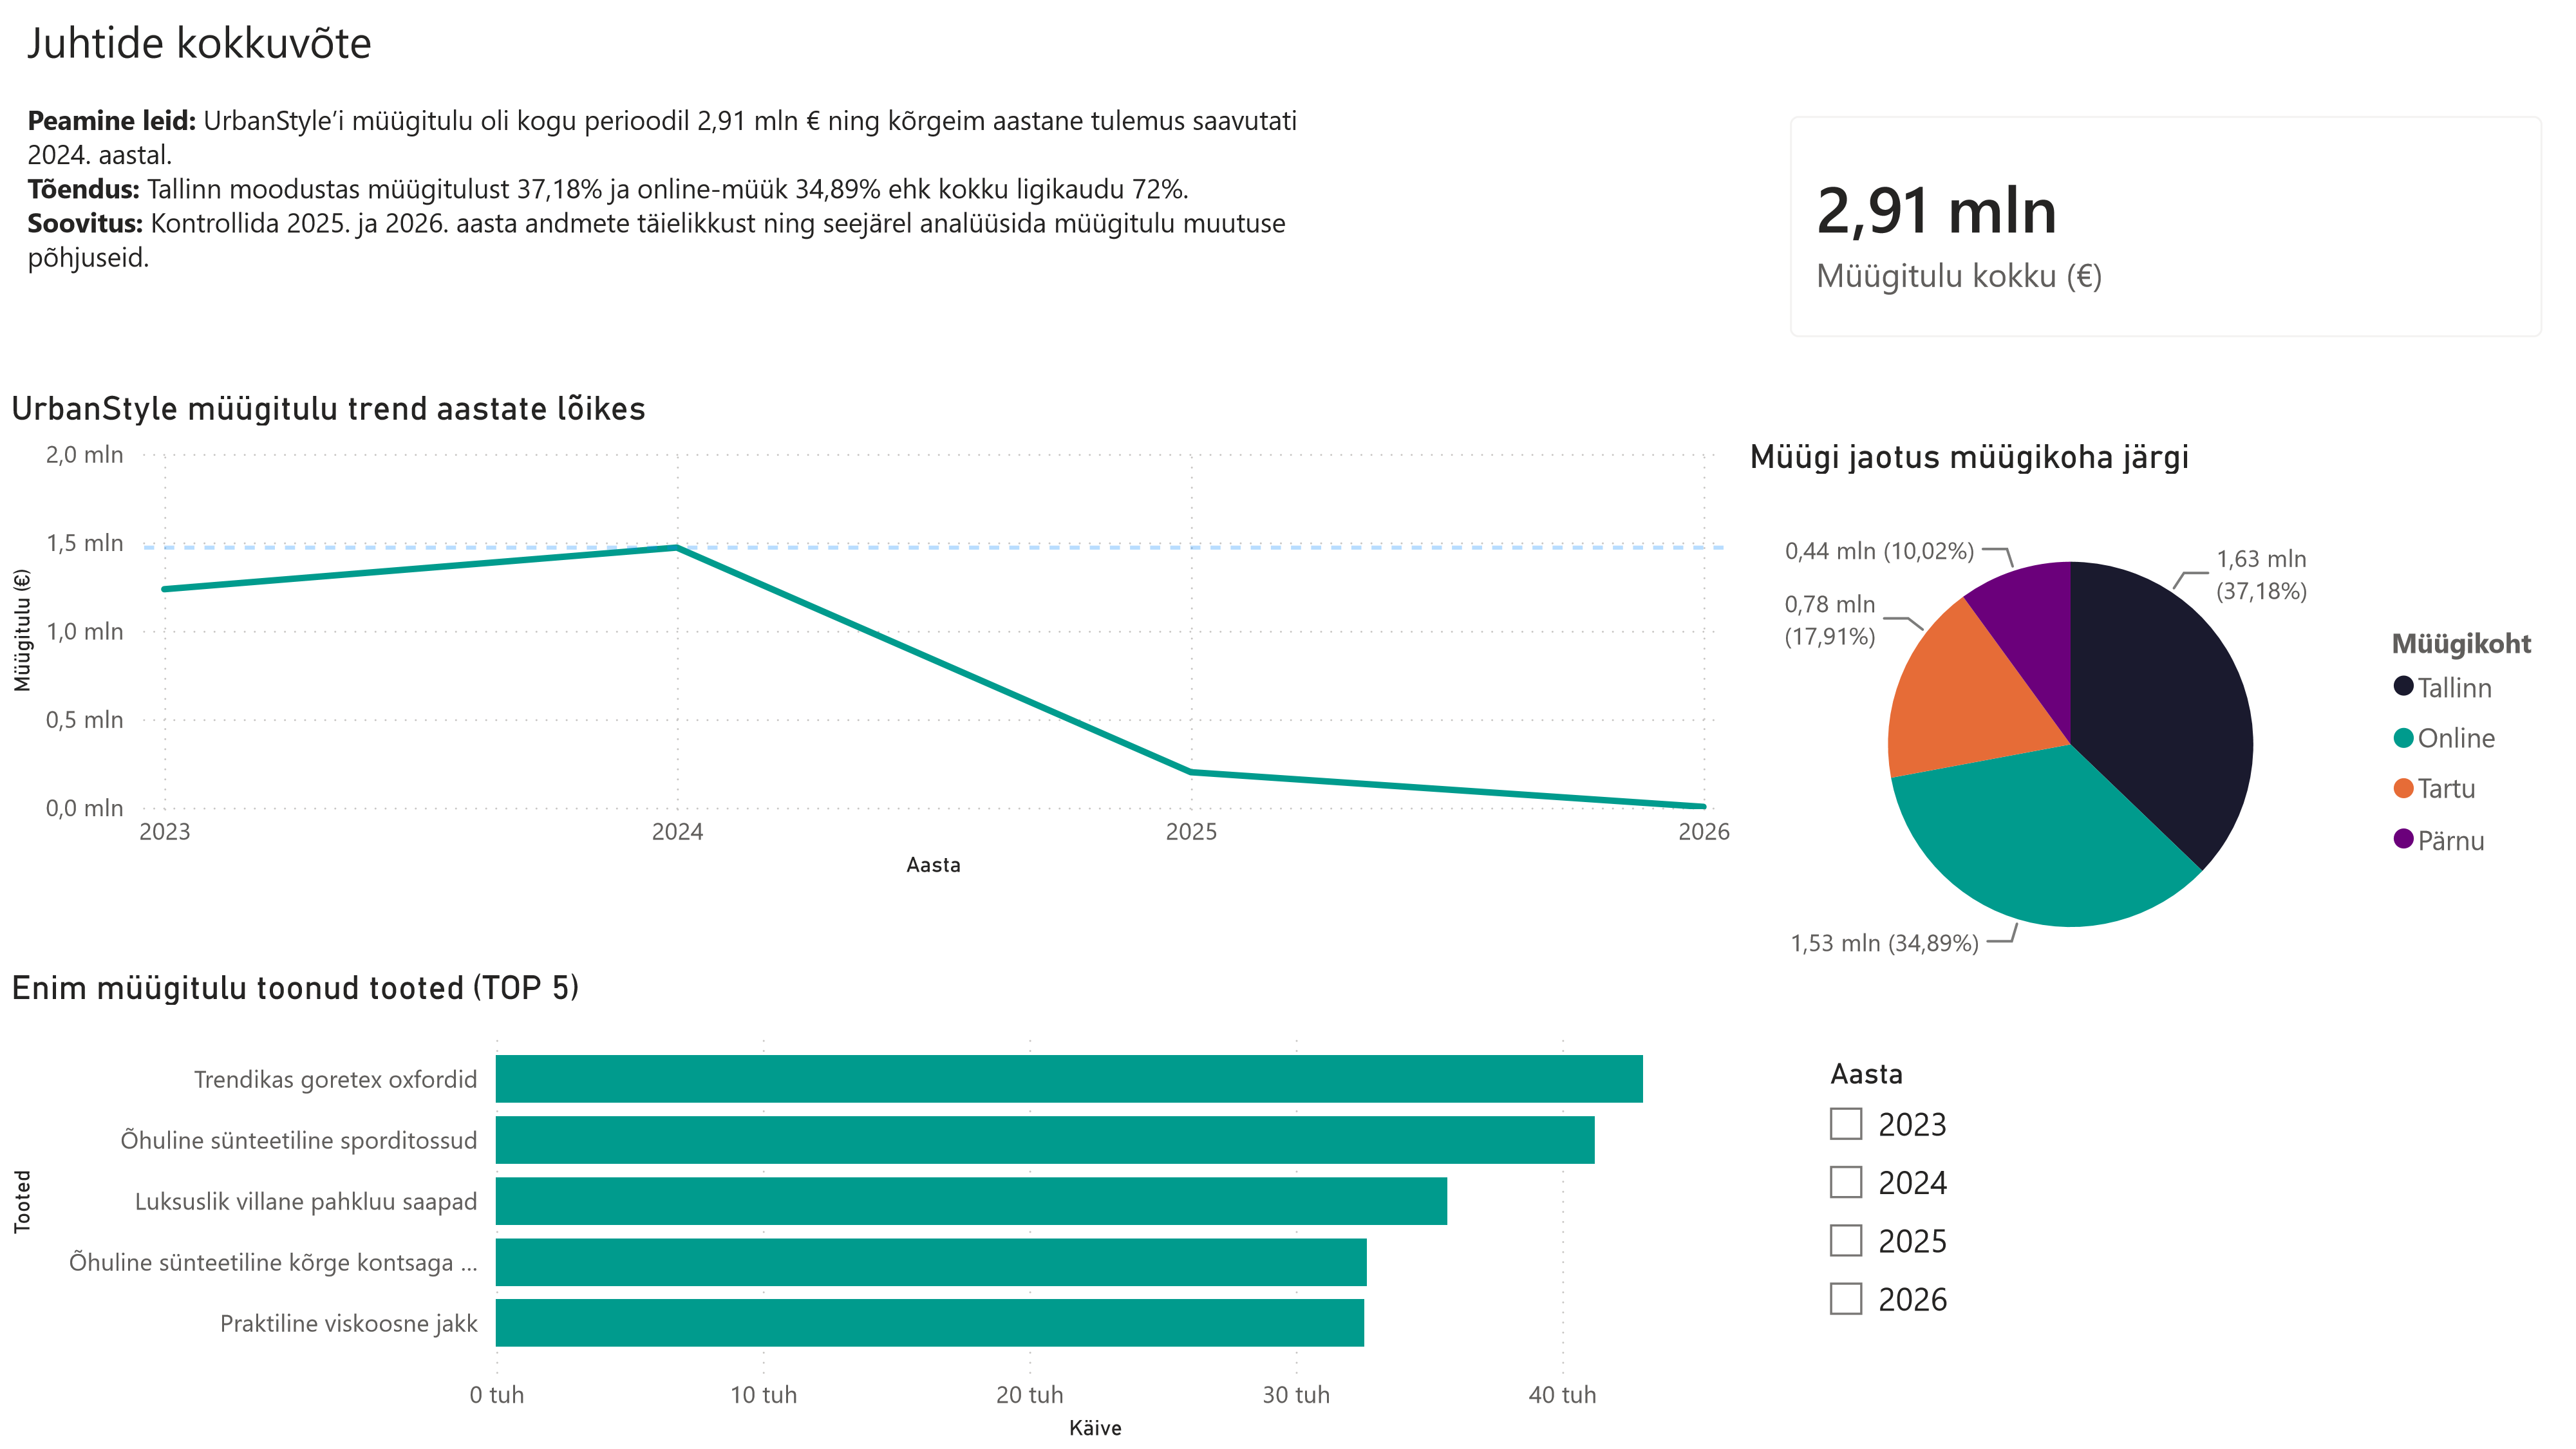 Juhtide kokkuvõte
Peamine leid: UrbanStyle’i müügitulu oli kogu perioodil 2,91 mln € ning kõrgeim aastane tulemus saavutati
2024. aastal.
Tõendus: Tallinn moodustas müügitulust 37,18% ja online-müük 34,89% ehk kokku ligikaudu 72%.
Soovitus: Kontrollida 2025. ja 2026. aasta andmete täielikkust ning seejärel analüüsida müügitulu muutuse
põhjuseid.
2,91 mln
Müügitulu kokku (€)
UrbanStyle müügitulu trend aastate lõikes
2,0 mln
1,5 mln
1,0 mln
0,5 mln
0,0 mln
Müügitulu (€)
2023
2024
2025
2026
Aasta
Müügi jaotus müügikoha järgi
0,44 mln (10,02%)
1,63 mln
(37,18%)
0,78 mln
(17,91%)
1,53 mln (34,89%)
Müügikoht
Tallinn
Online
Tartu
Pärnu
Enim müügitulu toonud tooted (TOP 5)
Tooted
Trendikas goretex oxfordid
Õhuline sünteetiline sporditossud
Luksuslik villane pahkluu saapad
Õhuline sünteetiline kõrge kontsaga ...
Praktiline viskoosne jakk
0 tuh
10 tuh
20 tuh
30 tuh
40 tuh
Käive
Aasta
2023
2024
2025
2026